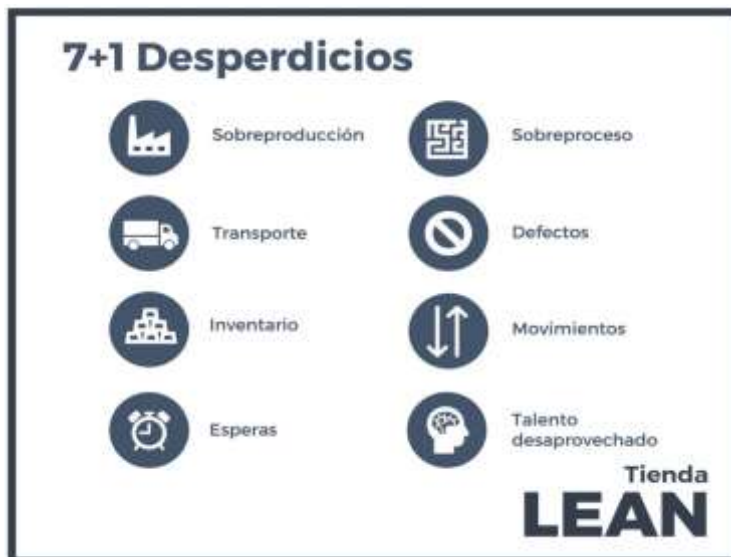 7+1 Desperdicios
Sobreproducción
Sobreproceso
Transporte
Defectos
Inventario
Movimientos
Esperas
Talento
desaprovechado
Tienda
LEAN